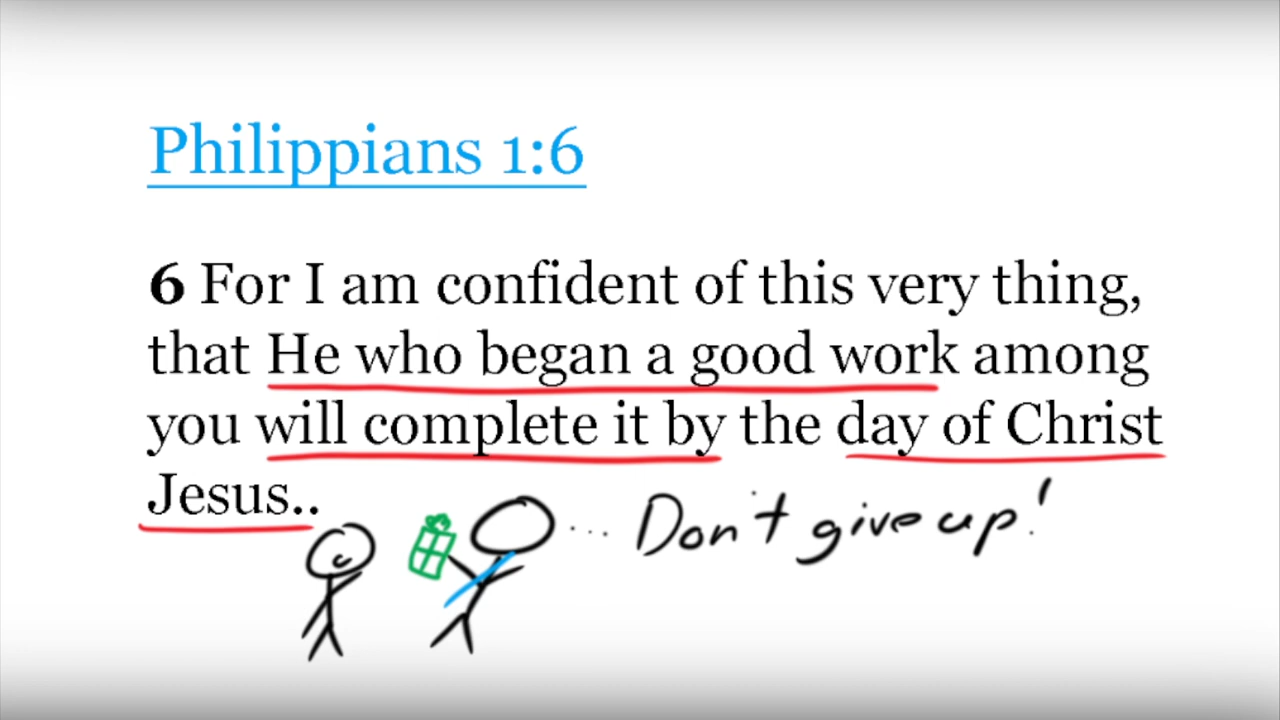 Philippians 1:6
6 For I am confident of this very thing,
that He who began a good work among
you will complete it by the day of Christ
Jesus..
... Don't give up!